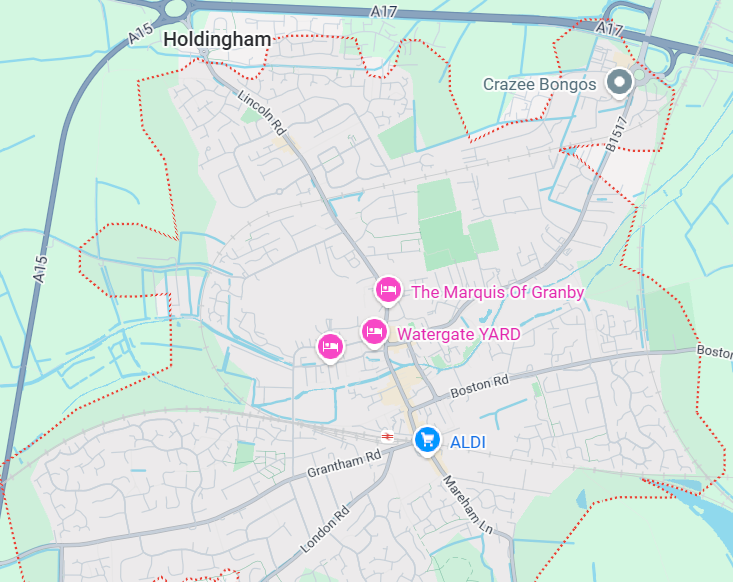 A15
A17
Holdingham
A17
Crazee Bongos
Lincoln Rd
B1517
A15
The Marquis Of Granby
Watergate YARD
Boston
Boston Rd
ALDI
Grantham Rd
Mareham Ln
London Rd